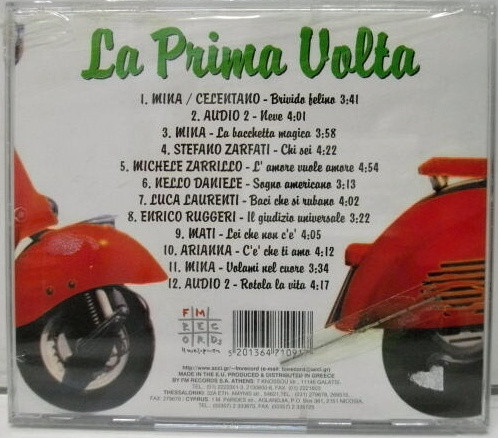 La Prima Volta
1. MINA / CELENTANO - Brivido felino 3:41
2. AUDIO 2 - Neve 4:01
3. MINA - La bacchetta magica 3:58
4. STEFANO ZARFATI - Chi sei 4:22
5. MICHELE ZARRILLO - L' amore vuole amore 4:54
6. NELLO DANIELE - Sogno americano 3:13
7. LUCA LAURENTI - Baci che si rubano 4:02
8. ENRICO RUGGERI - Il giudizio universale 3:22
9. MATI - Lei che non c'e' 4:05
10. ARIANNA - C'e' che ti amo 4:12
11. MINA - Volami nel cuore 3:34
12. AUDIO 2 - Rotola la vita 4:17
F M
R E C
O R D S
5 201364 7109
MADE IN THE E.U. PRODUCED & DISTRIBUTED IN GREECE
BY FM RECORDS S.A. ATHENS:
THESSALONIKI:
CYPRUS: